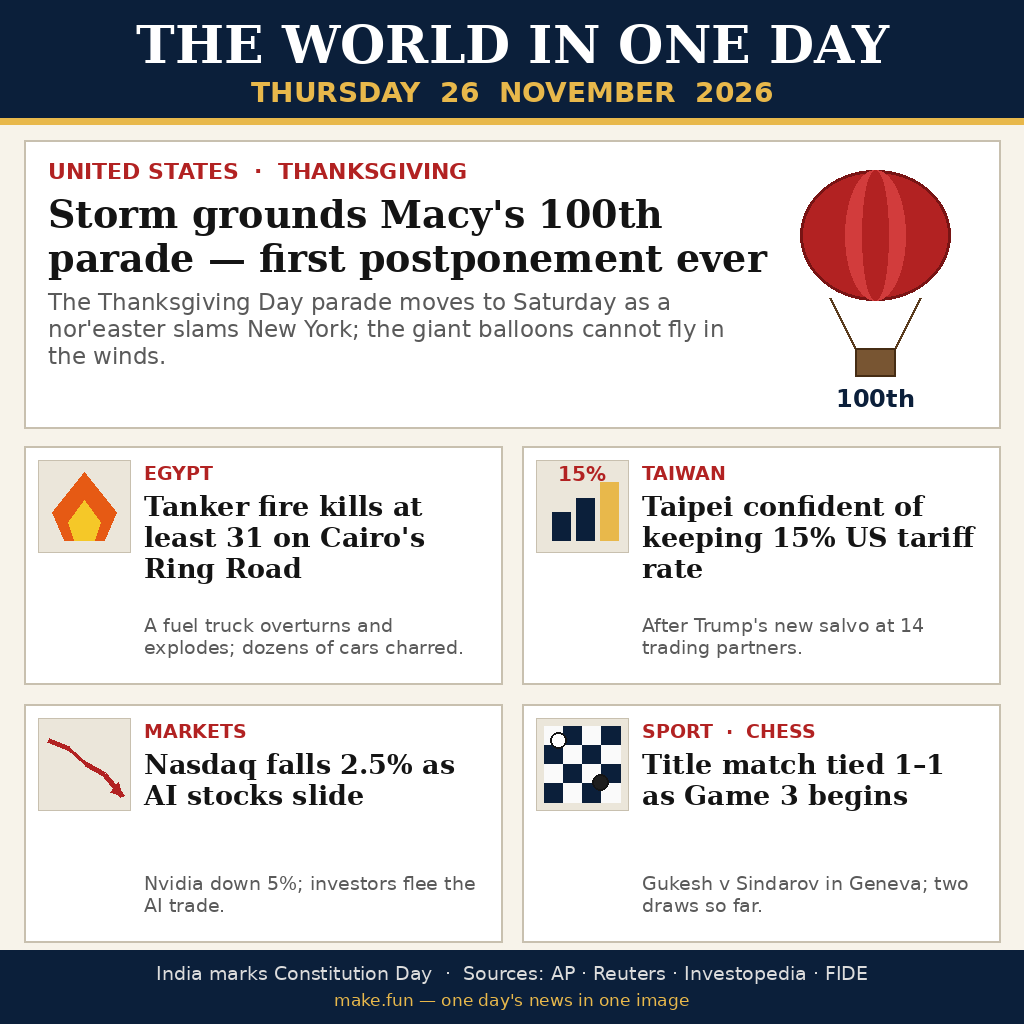 THE WORLD IN ONE DAY
THURSDAY 26 NOVEMBER 2026
UNITED STATES · THANKSGIVING
Storm grounds Macy's 100th
parade — first postponement ever
The Thanksgiving Day parade moves to Saturday as a
nor'easter slams New York; the giant balloons cannot fly in
the winds.
100th
EGYPT
Tanker fire kills at
least 31 on Cairo's
Ring Road
A fuel truck overturns and
explodes; dozens of cars charred.
15%
TAIWAN
Taipei confident of
keeping 15% US tariff
rate
After Trump's new salvo at 14
trading partners.
MARKETS
Nasdaq falls 2.5% as
AI stocks slide
Nvidia down 5%; investors flee the
AI trade.
SPORT · CHESS
Title match tied 1–1
as Game 3 begins
Gukesh v Sindarov in Geneva; two
draws so far.
India marks Constitution Day · Sources: AP · Reuters · Investopedia · FIDE
make.fun — one day's news in one image